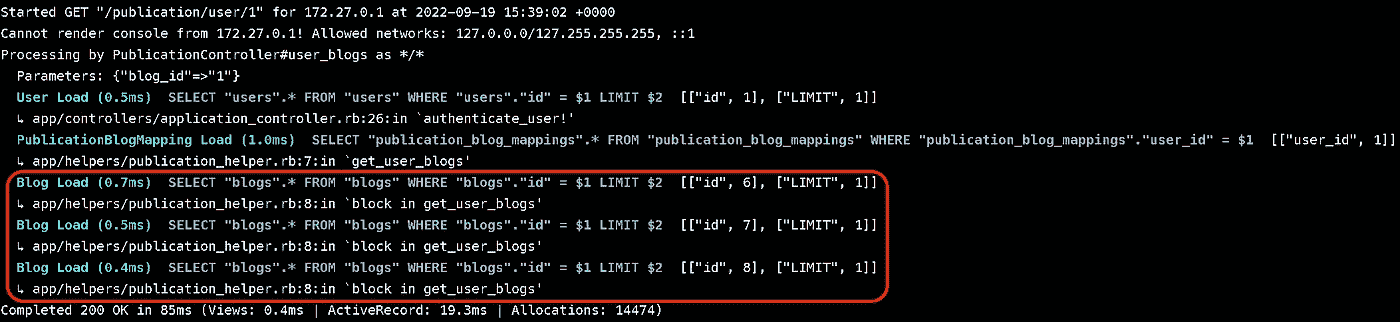 Started GET "/publication/user/1" for 172.27.0.1 at 2022-09-19 15:39:02 +0000
Cannot render console from 172.27.0.1! Allowed networks: 127.0.0.0/127.255.255.255, ::1
Processing by PublicationController#user_blogs as */*
  Parameters: {"blog_id"=>"1"}
  User Load (0.5ms)  SELECT "users".* FROM "users" WHERE "users"."id" = $1 LIMIT $2  [["id", 1], ["LIMIT", 1]]
  ↳ app/controllers/application_controller.rb:26:in `authenticate_user!'
  PublicationBlogMapping Load (1.0ms)  SELECT "publication_blog_mappings".* FROM "publication_blog_mappings" WHERE "publication_blog_mappings"."user_id" = $1  [["user_id", 1]]
  ↳ app/helpers/publication_helper.rb:7:in `get_user_blogs'
  Blog Load (0.7ms)  SELECT "blogs".* FROM "blogs" WHERE "blogs"."id" = $1 LIMIT $2  [["id", 6], ["LIMIT", 1]]
  ↳ app/helpers/publication_helper.rb:8:in `block in get_user_blogs'
  Blog Load (0.5ms)  SELECT "blogs".* FROM "blogs" WHERE "blogs"."id" = $1 LIMIT $2  [["id", 7], ["LIMIT", 1]]
  ↳ app/helpers/publication_helper.rb:8:in `block in get_user_blogs'
  Blog Load (0.4ms)  SELECT "blogs".* FROM "blogs" WHERE "blogs"."id" = $1 LIMIT $2  [["id", 8], ["LIMIT", 1]]
  ↳ app/helpers/publication_helper.rb:8:in `block in get_user_blogs'
Completed 200 OK in 85ms (Views: 0.4ms | ActiveRecord: 19.3ms | Allocations: 14474)